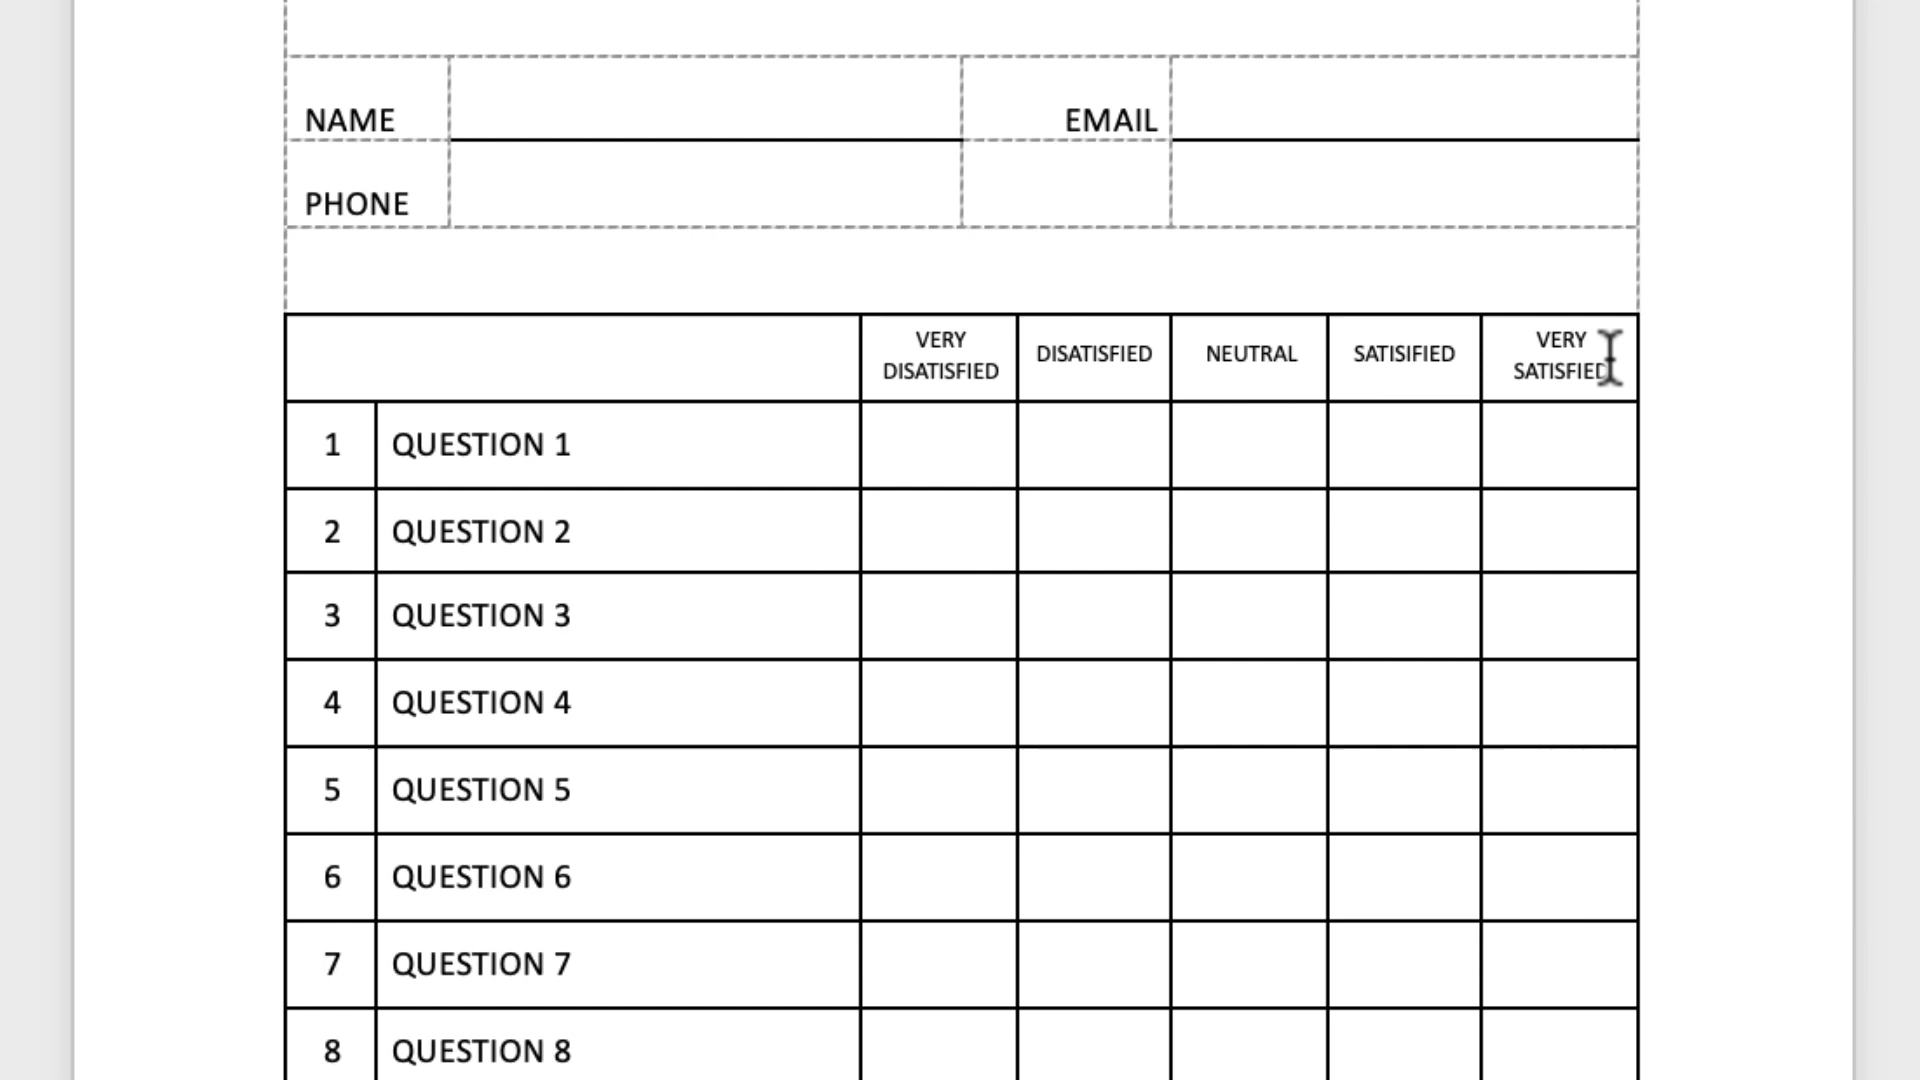 NAME EMAIL
PHONE
VERY DISATISFIED DISATISFIED NEUTRAL SATISIFIED VERY SATISFIED
1 QUESTION 1
2 QUESTION 2
3 QUESTION 3
4 QUESTION 4
5 QUESTION 5
6 QUESTION 6
7 QUESTION 7
8 QUESTION 8